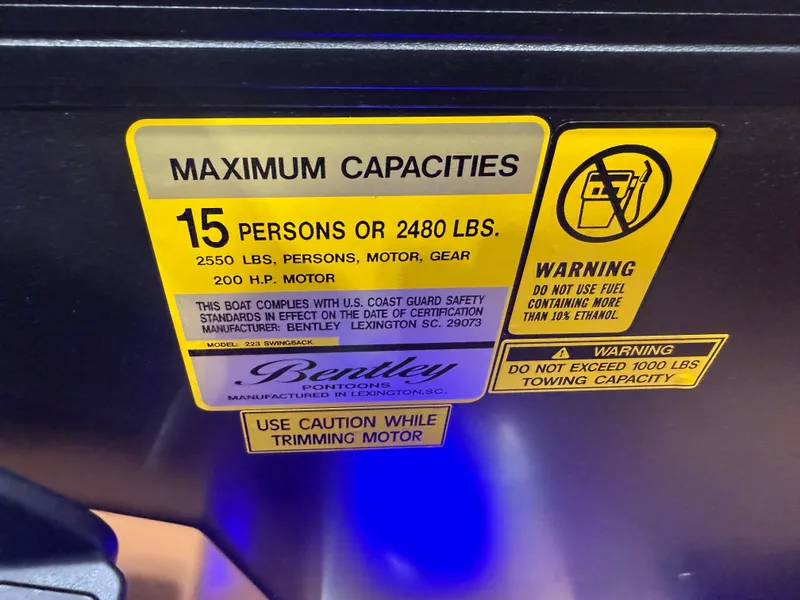 MAXIMUM CAPACITIES
15 PERSONS OR 2480 LBS.
2550 LBS, PERSONS, MOTOR, GEAR
200 H.P. MOTOR
THIS BOAT COMPLIES WITH U.S. COAST GUARD SAFETY
STANDARDS IN EFFECT ON THE DATE OF CERTIFICATION
MANUFACTURER: BENTLEY LEXINGTON SC. 29073
MODEL: 223 SWINGBACK
Bentley
PONTOONS
MANUFACTURED IN LEXINGTON, SC.
USE CAUTION WHILE
TRIMMING MOTOR
WARNING
DO NOT USE FUEL
CONTAINING MORE
THAN 10% ETHANOL
WARNING
DO NOT EXCEED 1000 LBS
TOWING CAPACITY